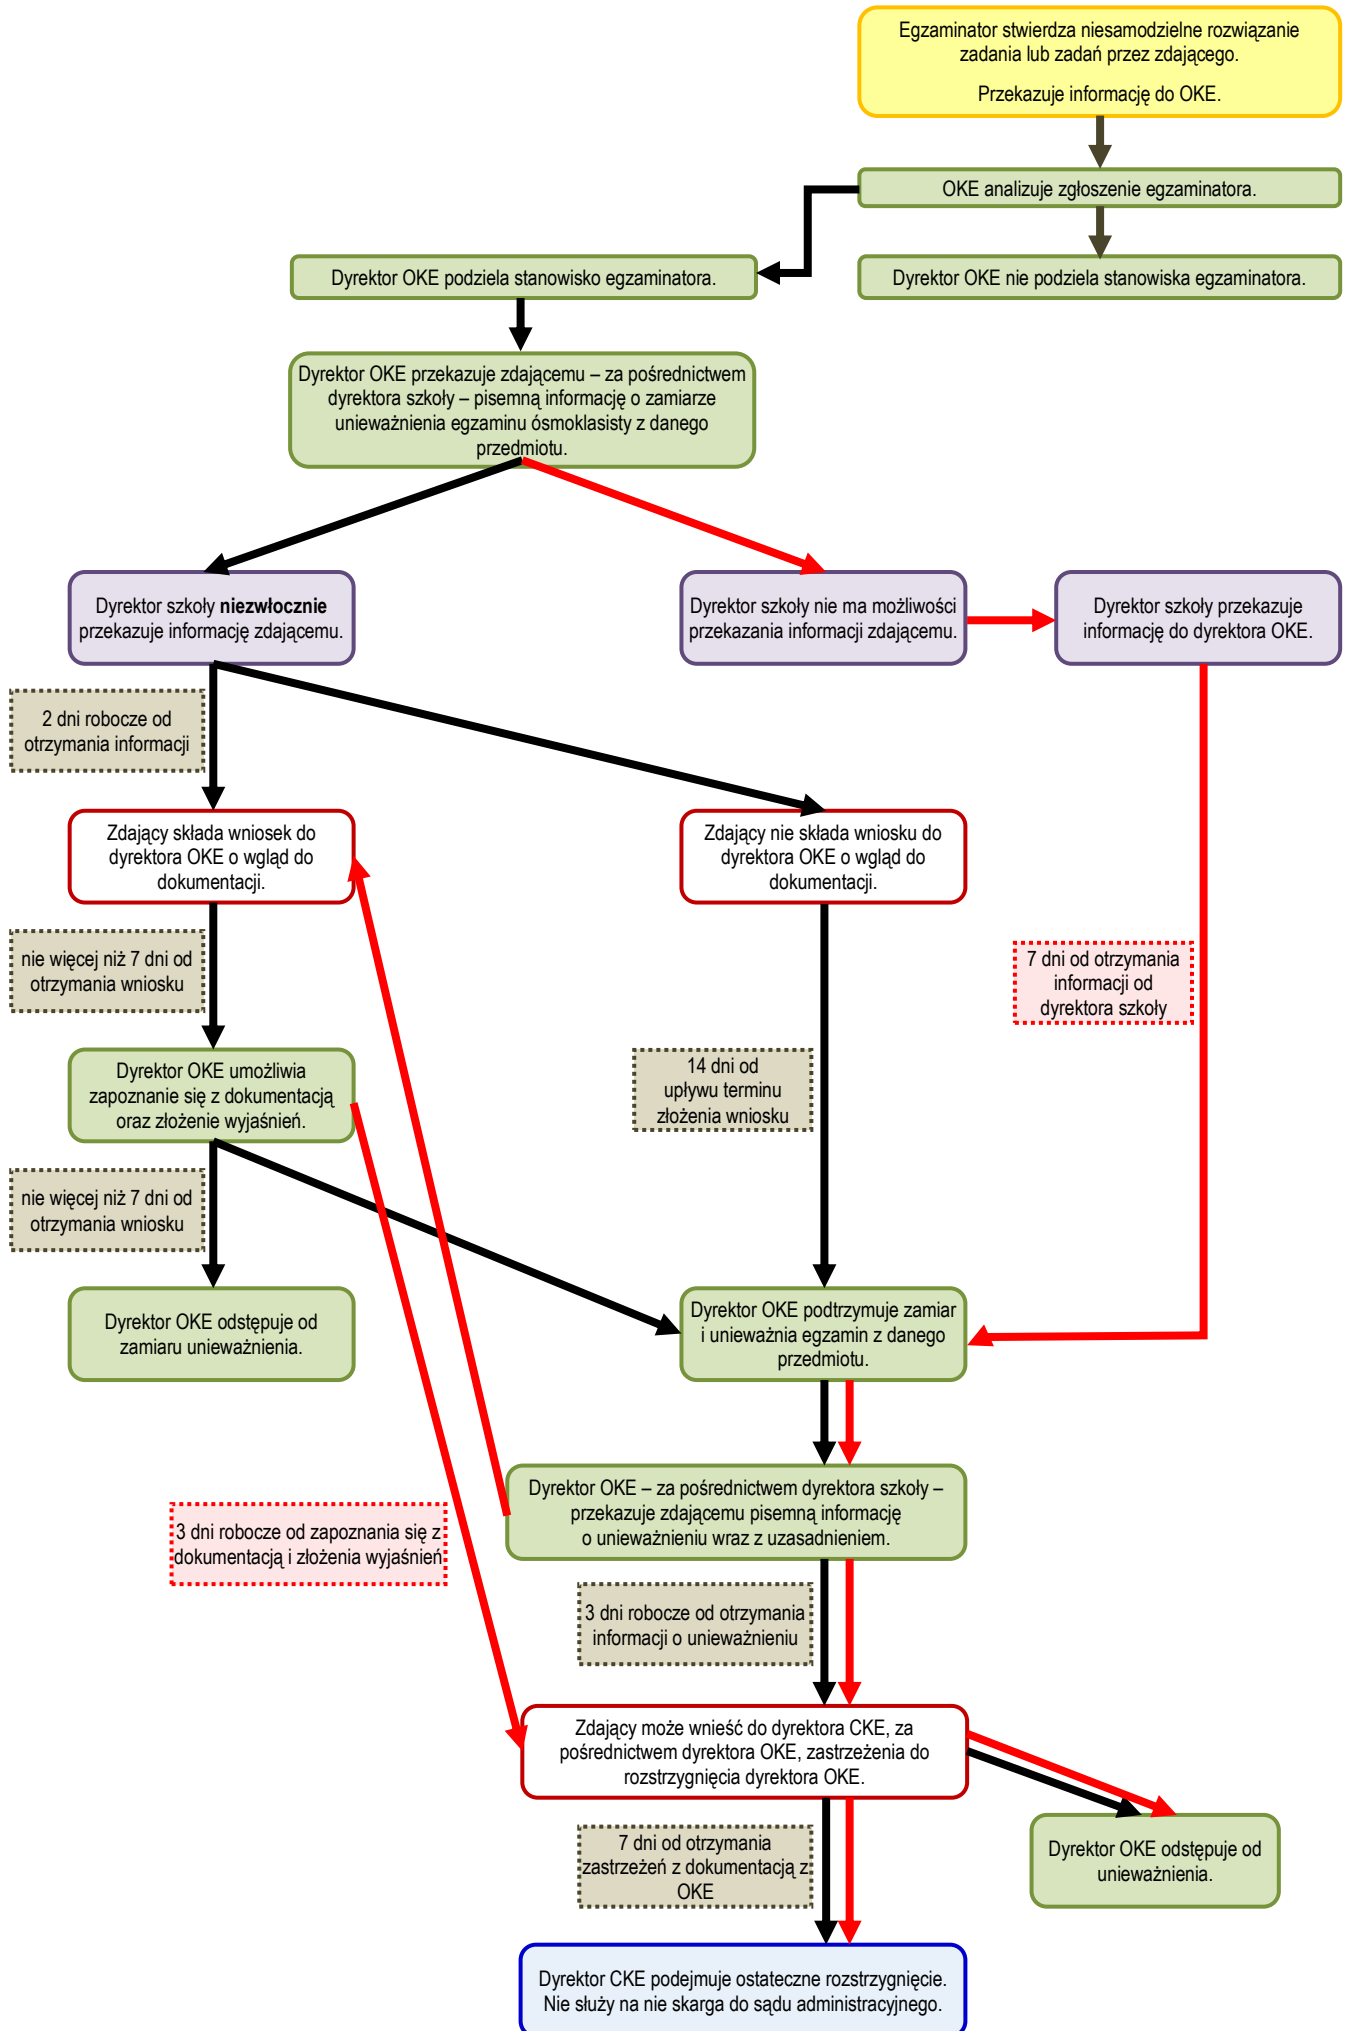 Egzaminator stwierdza niesamodzielne rozwiązanie
zadania lub zadań przez zdającego.
Przekazuje informację do OKE.
OKE analizuje zgłoszenie egzaminatora.
Dyrektor OKE podziela stanowisko egzaminatora.
Dyrektor OKE nie podziela stanowiska egzaminatora.
Dyrektor OKE przekazuje zdającemu – za pośrednictwem
dyrektora szkoły – pisemną informację o zamiarze
unieważnienia egzaminu ósmoklasisty z danego
przedmiotu.
Dyrektor szkoły niezwłocznie
przekazuje informację zdającemu.
Dyrektor szkoły nie ma możliwości
przekazania informacji zdającemu.
Dyrektor szkoły przekazuje
informację do dyrektora OKE.
2 dni robocze od
otrzymania informacji
Zdający składa wniosek do
dyrektora OKE o wgląd do
dokumentacji.
Zdający nie składa wniosku do
dyrektora OKE o wgląd do
dokumentacji.
nie więcej niż 7 dni od
otrzymania wniosku
7 dni od otrzymania
informacji od
dyrektora szkoły
Dyrektor OKE umożliwia
zapoznanie się z dokumentacją
oraz złożenie wyjaśnień.
14 dni od
upływu terminu
złożenia wniosku
nie więcej niż 7 dni od
otrzymania wniosku
Dyrektor OKE odstępuje od
zamiaru unieważnienia.
Dyrektor OKE podtrzymuje zamiar
i unieważnia egzamin z danego
przedmiotu.
Dyrektor OKE – za pośrednictwem dyrektora szkoły –
przekazuje zdającemu pisemną informację
o unieważnieniu wraz z uzasadnieniem.
3 dni robocze od zapoznania się z
dokumentacją i złożenia wyjaśnień
3 dni robocze od otrzymania
informacji o unieważnieniu
Zdający może wnieść do dyrektora CKE, za
pośrednictwem dyrektora OKE, zastrzeżenia do
rozstrzygnięcia dyrektora OKE.
7 dni od otrzymania
zastrzeżeń z dokumentacją z
OKE
Dyrektor OKE odstępuje od
unieważnienia.
Dyrektor CKE podejmuje ostateczne rozstrzygnięcie.
Nie służy na nie skarga do sądu administracyjnego.